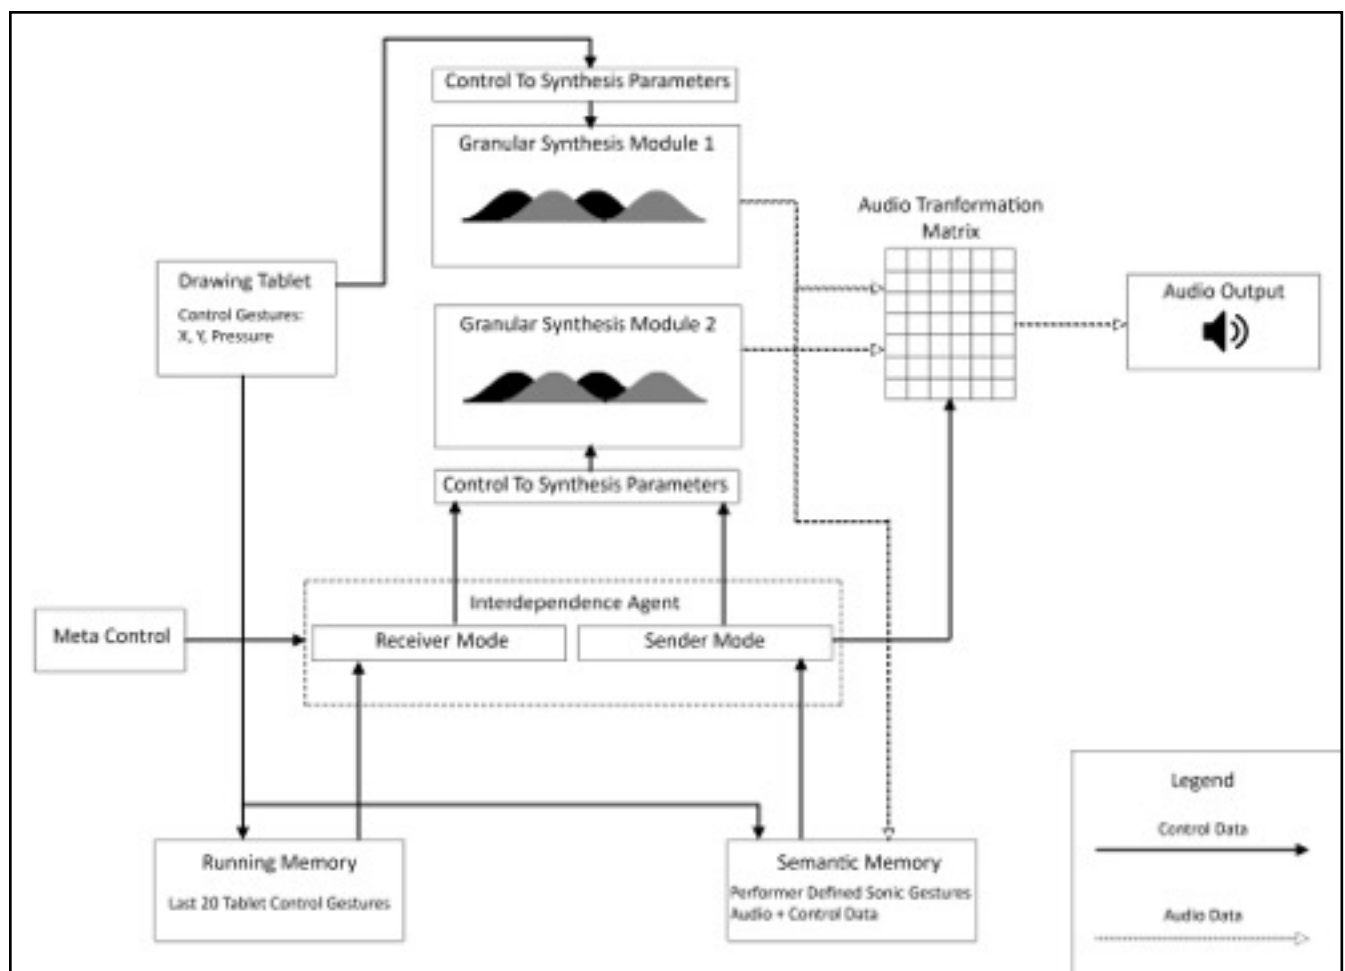 Control To Synthesis Parameters
Granular Synthesis Module 1
Audio Tranformation
Matrix
Drawing Tablet
Control Gestures:
X, Y, Pressure
Audio Output
Granular Synthesis Module 2
Control To Synthesis Parameters
Interdependence Agent
Meta Control
Receiver Mode
Sender Mode
Running Memory
Last 20 Tablet Control Gestures
Semantic Memory
Performer Defined Sonic Gestures
Audio + Control Data
Legend
Control Data
Audio Data